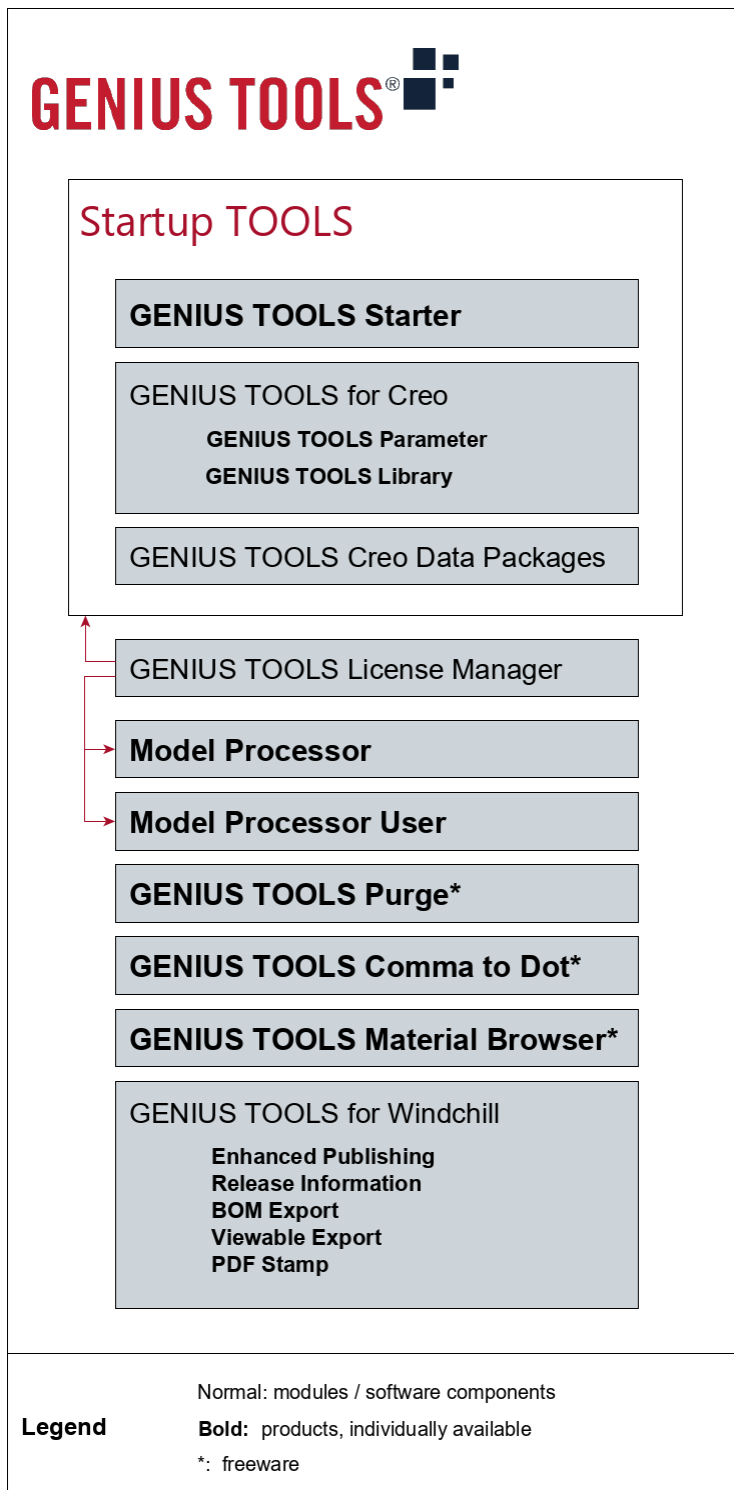 GENIUS TOOLS®
Startup TOOLS
GENIUS TOOLS Starter
GENIUS TOOLS for Creo
GENIUS TOOLS Parameter
GENIUS TOOLS Library
GENIUS TOOLS Creo Data Packages
GENIUS TOOLS License Manager
Model Processor
Model Processor User
GENIUS TOOLS Purge*
GENIUS TOOLS Comma to Dot*
GENIUS TOOLS Material Browser*
GENIUS TOOLS for Windchill
Enhanced Publishing
Release Information
BOM Export
Viewable Export
PDF Stamp
Legend
Normal: modules / software components
Bold: products, individually available
*: freeware